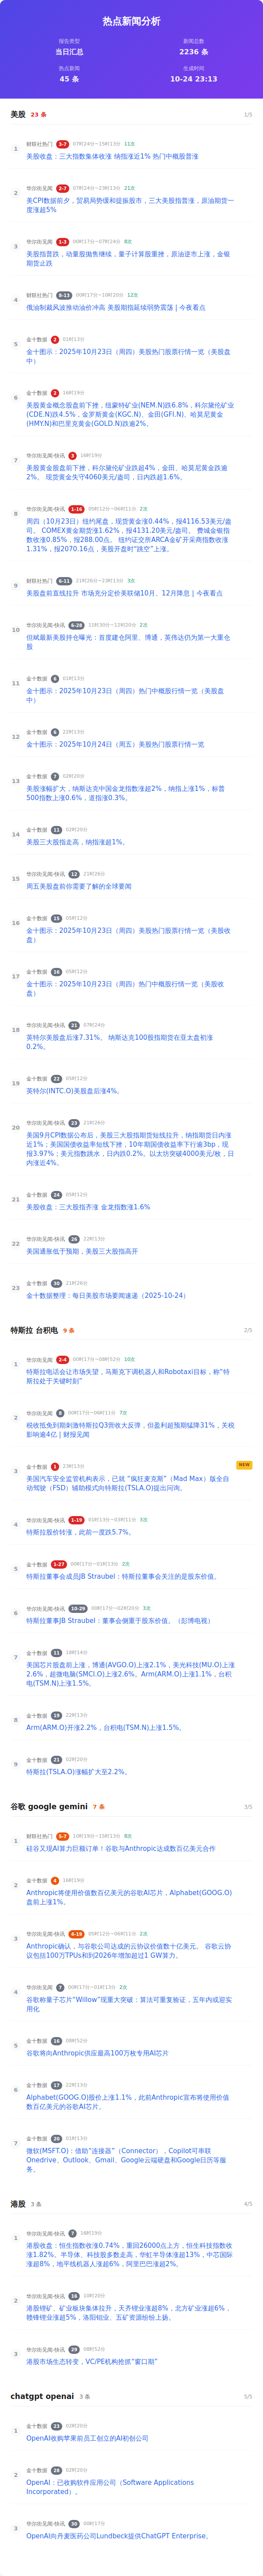 热点新闻分析
报告类型
新闻总数
当日汇总
2236 条
热点新闻
生成时间
45 条
10-24 23:13
美股 23 条 1/5
1 财联社热门 3-7 07时24分~15时13分 11次
美股收盘:三大指数集体收涨 纳指涨近1% 热门中概股普涨
2 华尔街见闻 2-7 07时24分~23时13分 21次
美CPI数据前夕,贸易局势缓和提振股市,三大美股指普涨,原油期货一
度涨超5%
3 华尔街见闻 1-3 00时17分~07时24分 8次
美股指普跌,动量股抛售继续,量子计算股重挫,原油逆市上涨,金银
期货止跌
4 财联社热门 8-13 00时17分~10时20分 12次
俄油制裁风波推动油价冲高 美股期指延续弱势震荡 | 今夜看点
5 金十数据 2 01时13分
金十图示:2025年10月23日(周四)美股热门股票行情一览(美股盘
中)
6 金十数据 2 16时19分
美股黄金概念股盘前下挫,纽蒙特矿业(NEM.N)跌6.8%,科尔黛伦矿业
(CDE.N)跌4.5%,金罗斯黄金(KGC.N)、金田(GFI.N)、哈莫尼黄金
(HMY.N)和巴里克黄金(GOLD.N)跌逾2%。
7 华尔街见闻-快讯 3 16时19分
美股黄金股盘前下挫,科尔黛伦矿业跌超4%,金田、哈莫尼黄金跌逾
2%。 现货黄金失守4060美元/盎司,日内跌超1.6%。
8 华尔街见闻-快讯 1-16 05时12分~06时11分 2次
周四(10月23日)纽约尾盘,现货黄金涨0.44%,报4116.53美元/盎
司。 COMEX黄金期货涨1.62%,报4131.20美元/盎司。 费城金银指
数收涨0.85%,报288.00点。 纽约证交所ARCA金矿开采商指数收涨
1.31%,报2070.16点,美股开盘时“跳空”上涨。
9 财联社热门 6-11 21时26分~23时13分 3次
美股盘前直线拉升 市场充分定价美联储10月、12月降息 | 今夜看点
10 华尔街见闻 6-28 11时30分~12时20分 2次
但斌最新美股持仓曝光:首度建仓阿里、博通,英伟达仍为第一大重仓
股
11 金十数据 6 01时13分
金十图示:2025年10月23日(周四)热门中概股行情一览(美股盘
中)
12 金十数据 6 22时13分
金十图示:2025年10月24日(周五)美股热门股票行情一览
13 金十数据 7 02时20分
美股涨幅扩大,纳斯达克中国金龙指数涨超2%,纳指上涨1%,标普
500指数上涨0.6%,道指涨0.3%。
14 金十数据 11 02时20分
美股三大股指走高,纳指涨超1%。
15 华尔街见闻-快讯 12 21时26分
周五美股盘前你需要了解的全球要闻
16 金十数据 15 05时12分
金十图示:2025年10月23日(周四)美股热门股票行情一览(美股收
盘)
17 金十数据 16 05时12分
金十图示:2025年10月23日(周四)热门中概股行情一览(美股收
盘)
18 华尔街见闻-快讯 21 07时24分
英特尔美股盘后涨7.31%。 纳斯达克100股指期货在亚太盘初涨
0.2%。
19 金十数据 22 05时12分
英特尔(INTC.O)美股盘后涨4%。
20 华尔街见闻-快讯 23 21时26分
美国9月CPI数据公布后,美股三大股指期货短线拉升,纳指期货日内涨
近1%;美国国债收益率短线下挫,10年期国债收益率下行逾3bp,现
报3.97%;美元指数跳水,日内跌0.2%。以太坊突破4000美元/枚,日
内涨近4%。
21 金十数据 24 05时12分
美股收盘:三大股指齐涨 金龙指数涨1.6%
22 华尔街见闻-快讯 26 22时13分
美国通胀低于预期,美股三大股指高开
23 金十数据 30 21时26分
金十数据整理:每日美股市场要闻速递(2025-10-24)
特斯拉 台积电 9 条 2/5
1 华尔街见闻 2-4 00时17分~08时52分 10次
特斯拉电话会让市场失望,马斯克下调机器人和Robotaxi目标,称“特
斯拉处于关键时刻”
2 华尔街见闻 8 00时17分~06时11分 7次
税收抵免到期刺激特斯拉Q3营收大反弹,但盈利超预期猛降31%,关税
影响逾4亿 | 财报见闻
3 金十数据 1 23时13分 NEW
美国汽车安全监管机构表示,已就 “疯狂麦克斯”(Mad Max)版全自
动驾驶(FSD)辅助模式向特斯拉(TSLA.O)提出问询。
4 华尔街见闻-快讯 1-19 01时13分~03时11分 3次
特斯拉股价转涨,此前一度跌5.7%。
5 金十数据 1-27 00时17分~01时13分 2次
特斯拉董事会成员JB Straubel:特斯拉董事会关注的是股东价值。
6 华尔街见闻-快讯 10-29 00时17分~02时20分 3次
特斯拉董事JB Straubel:董事会侧重于股东价值。(彭博电视)
7 金十数据 11 18时14分
美国芯片股盘前上涨,博通(AVGO.O)上涨2.1%,美光科技(MU.O)上涨
2.6%,超微电脑(SMCI.O)上涨2.6%。Arm(ARM.O)上涨1.1%,台积
电(TSM.N)上涨1.5%。
8 金十数据 19 22时13分
Arm(ARM.O)开涨2.2%,台积电(TSM.N)上涨1.5%。
9 金十数据 21 02时20分
特斯拉(TSLA.O)涨幅扩大至2.2%。
谷歌 google gemini 7 条 3/5
1 财联社热门 5-7 10时19分~15时13分 8次
硅谷又现AI算力巨额订单!谷歌与Anthropic达成数百亿美元合作
2 金十数据 4 16时19分
Anthropic将使用价值数百亿美元的谷歌AI芯片,Alphabet(GOOG.O)
盘前上涨1%。
3 华尔街见闻-快讯 4-19 05时12分~06时11分 2次
Anthropic确认,与谷歌公司达成的云协议价值数十亿美元。 谷歌云协
议包括100万TPUs和到2026年增加超过1 GW算力。
4 华尔街见闻 7 00时17分~01时13分 2次
谷歌称量子芯片“Willow”现重大突破:算法可重复验证,五年内或迎实
用化
5 金十数据 16 08时52分
谷歌将向Anthropic供应最高100万枚专用AI芯片
6 金十数据 17 22时13分
Alphabet(GOOG.O)股价上涨1.1%,此前Anthropic宣布将使用价值
数百亿美元的谷歌AI芯片。
7 金十数据 20 01时13分
微软(MSFT.O):借助“连接器”(Connector),Copilot可串联
Onedrive、Outlook、Gmail、Google云端硬盘和Google日历等服
务。
港股 3 条 4/5
1 华尔街见闻-快讯 7 16时19分
港股收盘:恒生指数收涨0.74%,重回26000点上方,恒生科技指数收
涨1.82%。半导体、科技股多数走高,华虹半导体涨超13%,中芯国际
涨超8%,地平线机器人涨超6%,阿里巴巴涨超2%。
2 华尔街见闻-快讯 16 10时20分
港股锂矿、矿业板块集体拉升,天齐锂业涨超8%,北方矿业涨超6%,
赣锋锂业涨超5%,洛阳钼业、五矿资源纷纷上扬。
3 华尔街见闻-快讯 29 08时52分
港股市场生态转变,VC/PE机构抢抓“窗口期”
chatgpt openai 3 条 5/5
1 金十数据 23 02时20分
OpenAI收购苹果前员工创立的AI初创公司
2 金十数据 28 02时20分
OpenAI:已收购软件应用公司(Software Applications
Incorporated)。
3 华尔街见闻-快讯 30 00时17分
OpenAI向丹麦医药公司Lundbeck提供ChatGPT Enterprise。